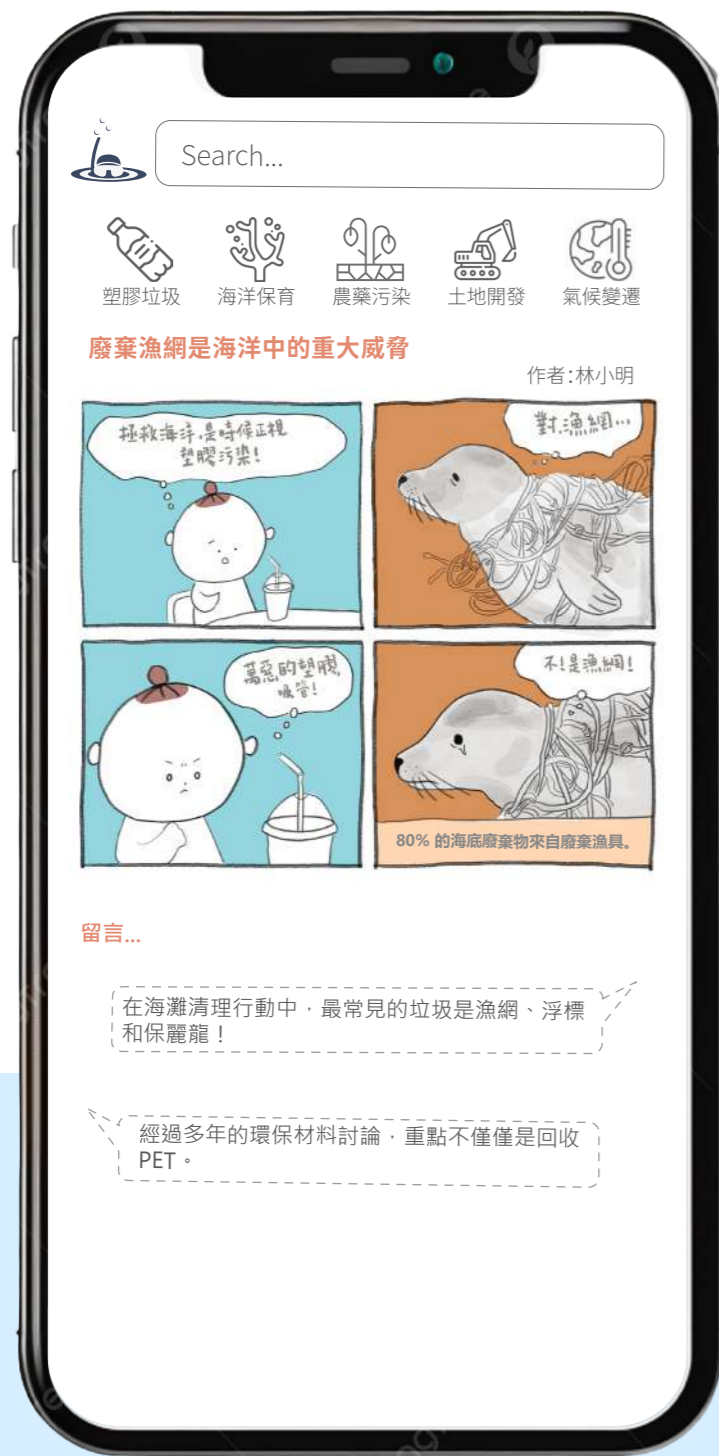 Search...
塑膠垃圾
海洋保育
農藥污染
土地開發
氣候變遷
廢棄漁網是海洋中的重大威脅
作者:林小明
拯救海洋,是時候正視
塑膠污染!
對,漁網...
萬惡的塑膠
吸管!
不!是漁網!
80% 的海底廢棄物來自廢棄漁具。
留言...
在海灘清理行動中,最常見的垃圾是漁網、浮標
和保麗龍!
經過多年的環保材料討論,重點不僅僅是回收
PET。